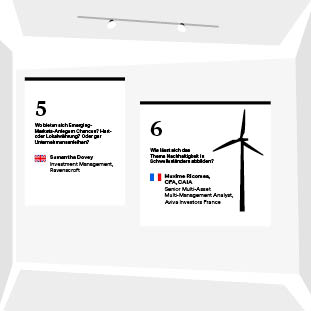 5
Wo bieten sich Emerging-
Markets-Anlegern Chancen? Hart-
oder Lokalwährung? Oder gar
Unternehmensanleihen?
Samantha Dovey
Investment Management,
Ravenscroft
6
Wie lässt sich das
Thema Nachhaltigkeit in
Schwellenländern abbilden?
Maxime Ricomes,
CFA, CAIA
Senior Multi-Asset
Multi-Management Analyst,
Aviva Investors France